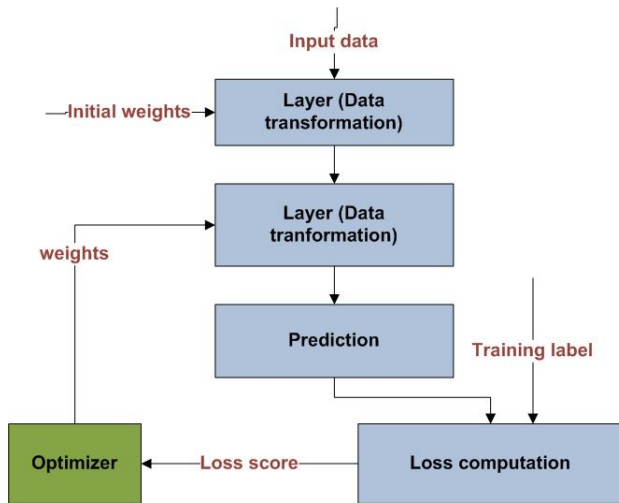 Input data
Initial weights
Layer (Data
transformation)
Layer (Data
tranformation)
weights
Prediction
Training label
Optimizer
Loss score
Loss computation